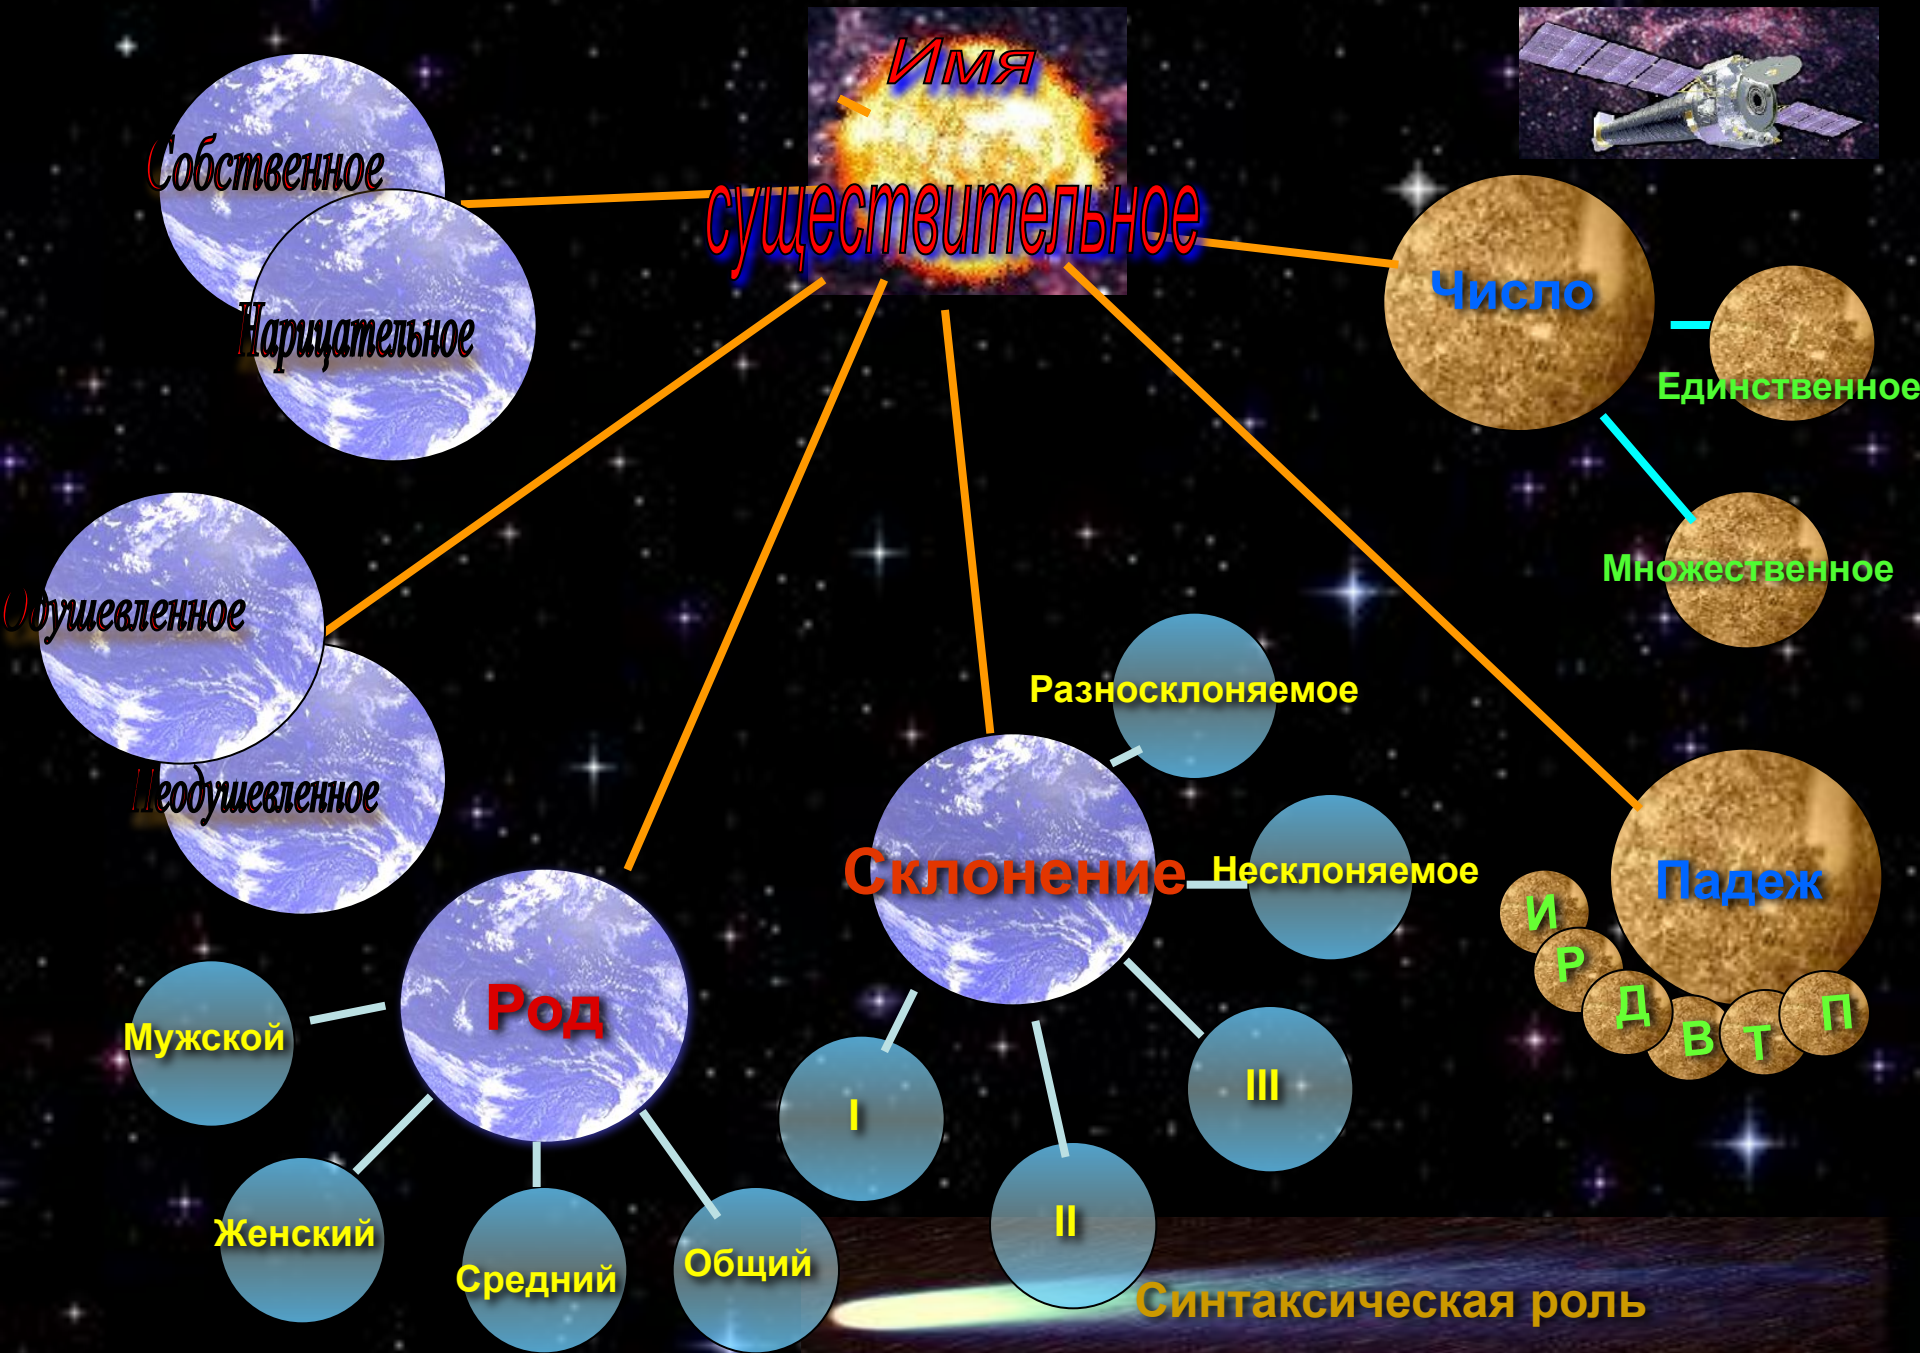 Имя
существительное
Собственное
Нарицательное
Одушевленное
Неодушевленное
Род
Мужской
Женский
Средний
Общий
Склонение
Разносклоняемое
Несклоняемое
I
II
III
Число
Единственное
Множественное
Падеж
И
Р
Д
В
Т
П
Синтаксическая роль